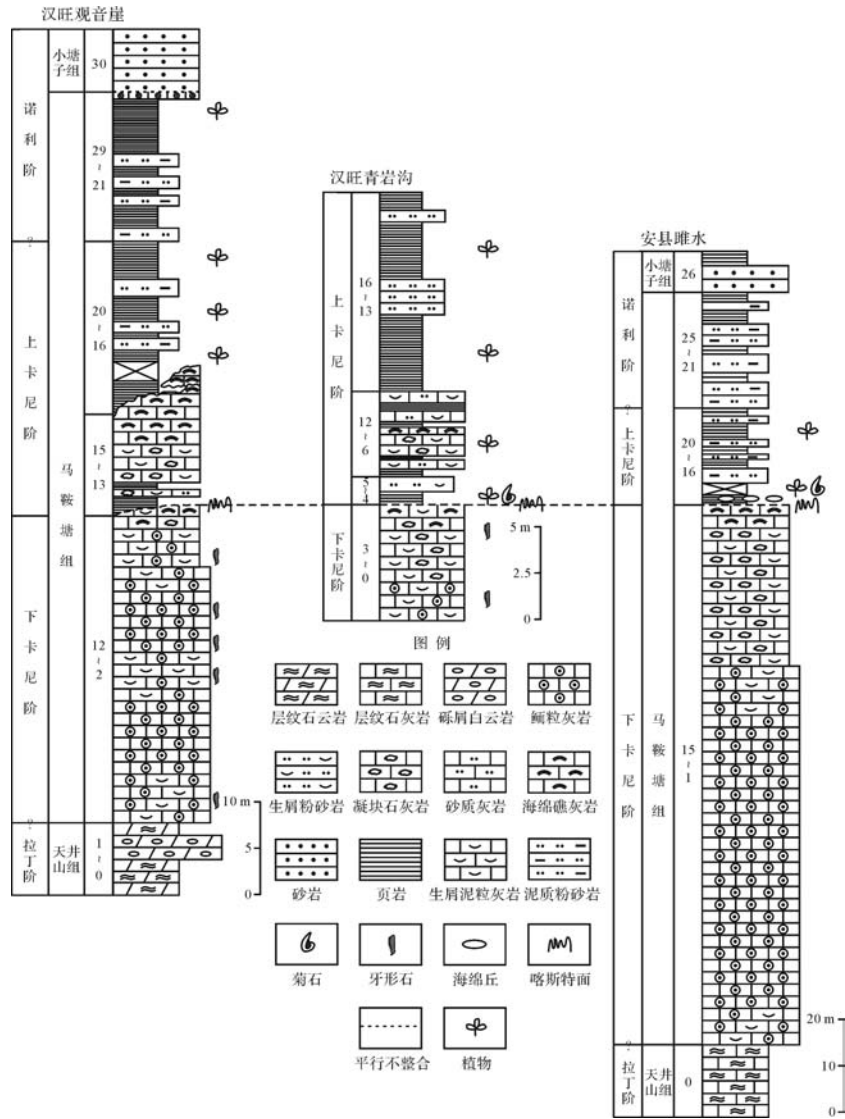 汉旺观音崖
诺利阶
上卡尼阶
下卡尼阶
拉丁阶
?
?
小塘子组
马鞍塘组
天井山组
30
29~21
20~16
15~13
12~2
1~0
10 m
5
0
汉旺青岩沟
上卡尼阶
下卡尼阶
16~13
12~6
5~4
3~0
5 m
2.5
0
安县雎水
诺利阶
上卡尼阶
下卡尼阶
拉丁阶
?
?
小塘子组
马鞍塘组
天井山组
26
25~21
20~16
15~1
0
20 m
10
0
图 例
层纹石云岩 层纹石灰岩 砾屑白云岩 鲕粒灰岩
生屑粉砂岩 凝块石灰岩 砂质灰岩 海绵礁灰岩
砂岩 页岩 生屑泥粒灰岩 泥质粉砂岩
菊石 牙形石 海绵丘 喀斯特面
平行不整合 植物